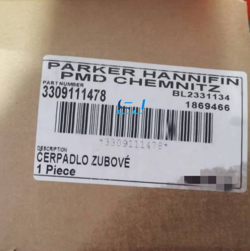 PARKER HANNIFIN
PMD CHEMNITZ
PART NUMBER
BL2331134
3309111478
1869466
*3309111478*
DESCRIPTION
ČERPADLO ZUBOVÉ
1 Piece